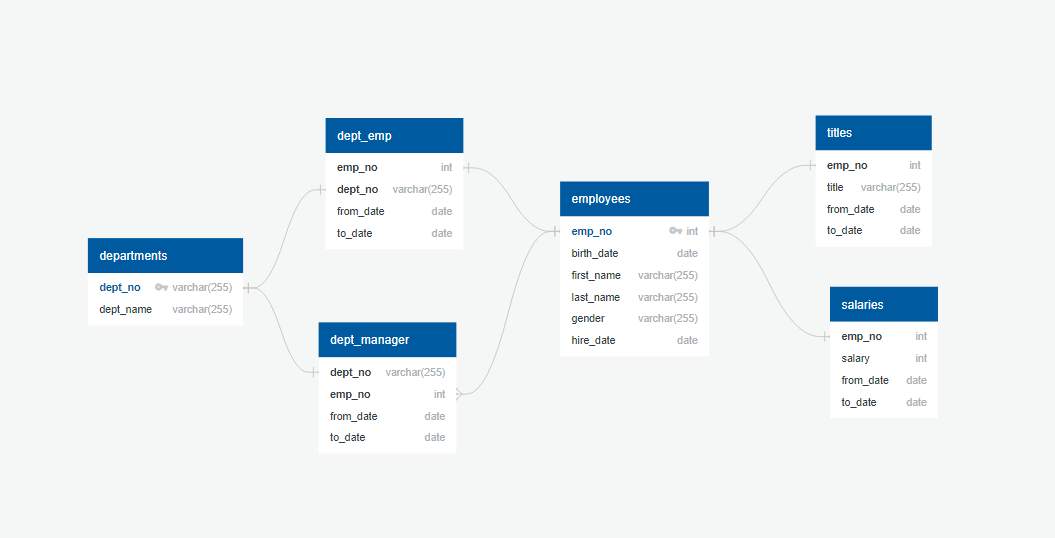 dept_emp
emp_no int
dept_no varchar(255)
from_date date
to_date date
departments
dept_no varchar(255)
dept_name varchar(255)
dept_manager
dept_no varchar(255)
emp_no int
from_date date
to_date date
employees
emp_no int
birth_date date
first_name varchar(255)
last_name varchar(255)
gender varchar(255)
hire_date date
titles
emp_no int
title varchar(255)
from_date date
to_date date
salaries
emp_no int
salary int
from_date date
to_date date